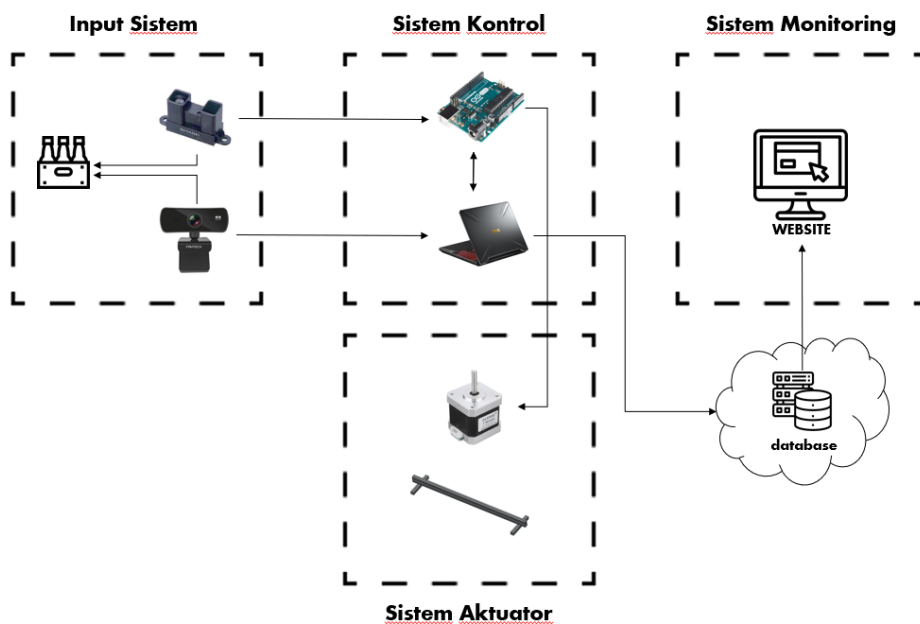 Input Sistem
Sistem Kontrol
Sistem Monitoring
WEBSITE
database
Sistem Aktuator